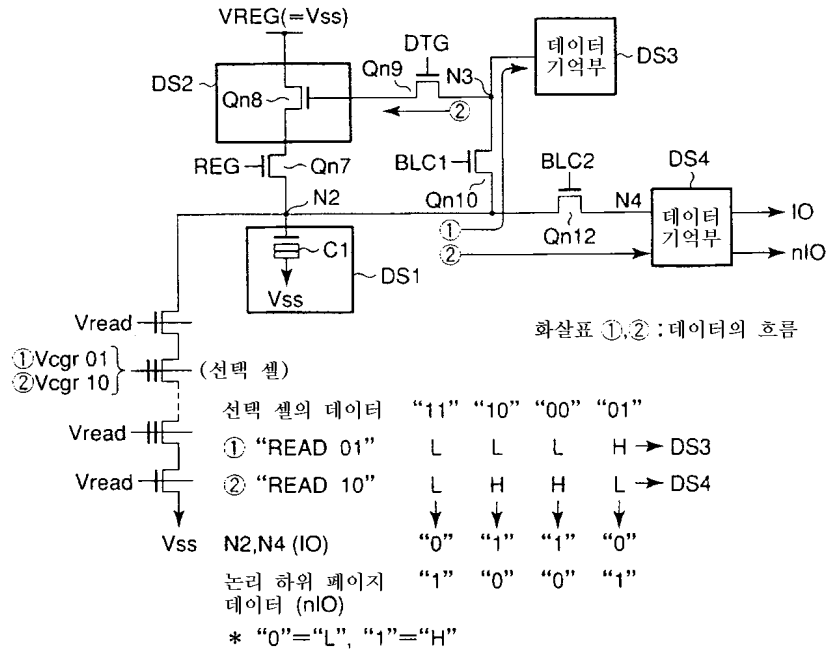 VREG(=Vss)
DS2
Qn8
Qn9
DTG
N3
데이터
기억부
DS3
②
REG
Qn7
BLC1
Qn10
BLC2
DS4
N2
N4
Qn12
데이터
기억부
IO
nIO
①
②
C1
DS1
Vss
화살표 ①,② : 데이터의 흐름
Vread
①Vcgr 01
②Vcgr 10
(선택 셀)
선택 셀의 데이터 “11” “10” “00” “01”
Vread
① “READ 01” L L L H DS3
Vread
② “READ 10” L H H L DS4
Vss
N2,N4 (IO) “0” “1” “1” “0”
논리 하위 페이지 “1” “0” “0” “1”
데이터 (nIO)
* “0”=“L”, “1”=“H”